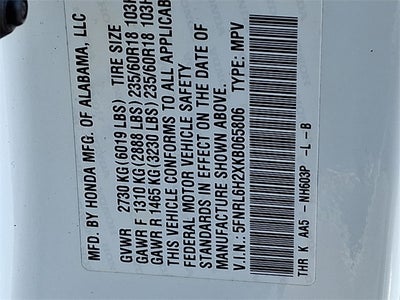 MFD. BY HONDA MFG. OF ALABAMA, LLC
GVWR 2730 KG (6019 LBS) TIRE SIZE
GAWR F 1310 KG (2888 LBS) 235/60R18 103H
GAWR R 1465 KG (3230 LBS) 235/60R18 103H
THIS VEHICLE CONFORMS TO ALL APPLICAB
FEDERAL MOTOR VEHICLE SAFETY
STANDARDS IN EFFECT ON THE DATE OF
MANUFACTURE SHOWN ABOVE.
V.I.N.: 5FNRL6H2XKB065806 TYPE: MPV
THR K AA5 - NH603P -L -B